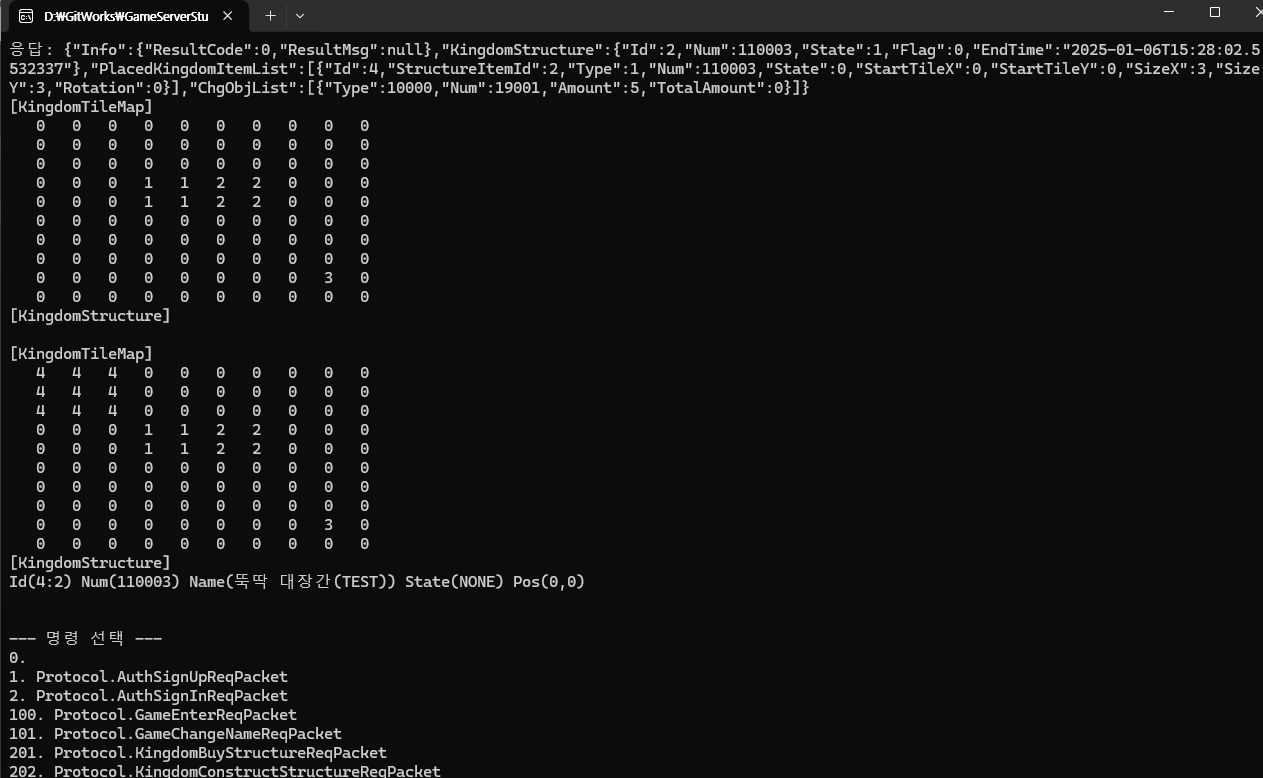 D:₩GitWorks₩GameServerStu
응답: {"Info":{"ResultCode":0,"ResultMsg":null},"KingdomStructure":{"Id":2,"Num":110003,"State":1,"Flag":0,"EndTime":"2025-01-06T15:28:02.5
532337"},"PlacedKingdomItemList":[{"Id":4,"StructureItemId":2,"Type":1,"Num":110003,"State":0,"StartTileX":0,"StartTileY":0,"SizeX":3,"Size
Y":3,"Rotation":0}],"ChgObjList":[{"Type":10000,"Num":19001,"Amount":5,"TotalAmount":0}]}
[KingdomTileMap]
0 0 0 0 0 0 0 0 0 0
0 0 0 0 0 0 0 0 0 0
0 0 0 0 0 0 0 0 0 0
0 0 0 1 1 2 2 0 0 0
0 0 0 1 1 2 2 0 0 0
0 0 0 0 0 0 0 0 0 0
0 0 0 0 0 0 0 0 0 0
0 0 0 0 0 0 0 0 0 0
0 0 0 0 0 0 0 0 3 0
0 0 0 0 0 0 0 0 0 0
[KingdomStructure]
[KingdomTileMap]
4 4 4 0 0 0 0 0 0 0
4 4 4 0 0 0 0 0 0 0
4 4 4 0 0 0 0 0 0 0
0 0 0 1 1 2 2 0 0 0
0 0 0 1 1 2 2 0 0 0
0 0 0 0 0 0 0 0 0 0
0 0 0 0 0 0 0 0 0 0
0 0 0 0 0 0 0 0 0 0
0 0 0 0 0 0 0 0 3 0
0 0 0 0 0 0 0 0 0 0
[KingdomStructure]
Id(4:2) Num(110003) Name(뚝딱 대장간(TEST)) State(NONE) Pos(0,0)
--- 명령 선택 ---
0.
1. Protocol.AuthSignUpReqPacket
2. Protocol.AuthSignInReqPacket
100. Protocol.GameEnterReqPacket
101. Protocol.GameChangeNameReqPacket
201. Protocol.KingdomBuyStructureReqPacket
202. Protocol.KingdomConstructStructureReqPacket